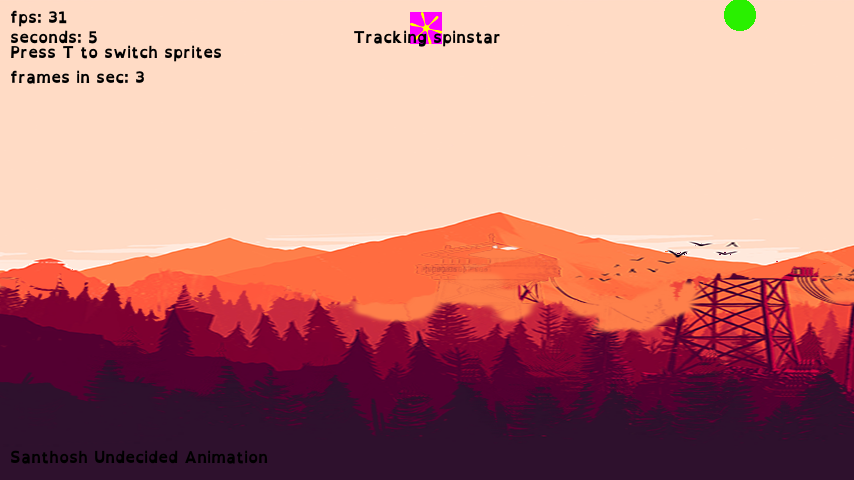 fps: 31
seconds: 5
Tracking spinstar
Press T to switch sprites
frames in sec: 3
Santhosh Undecided Animation